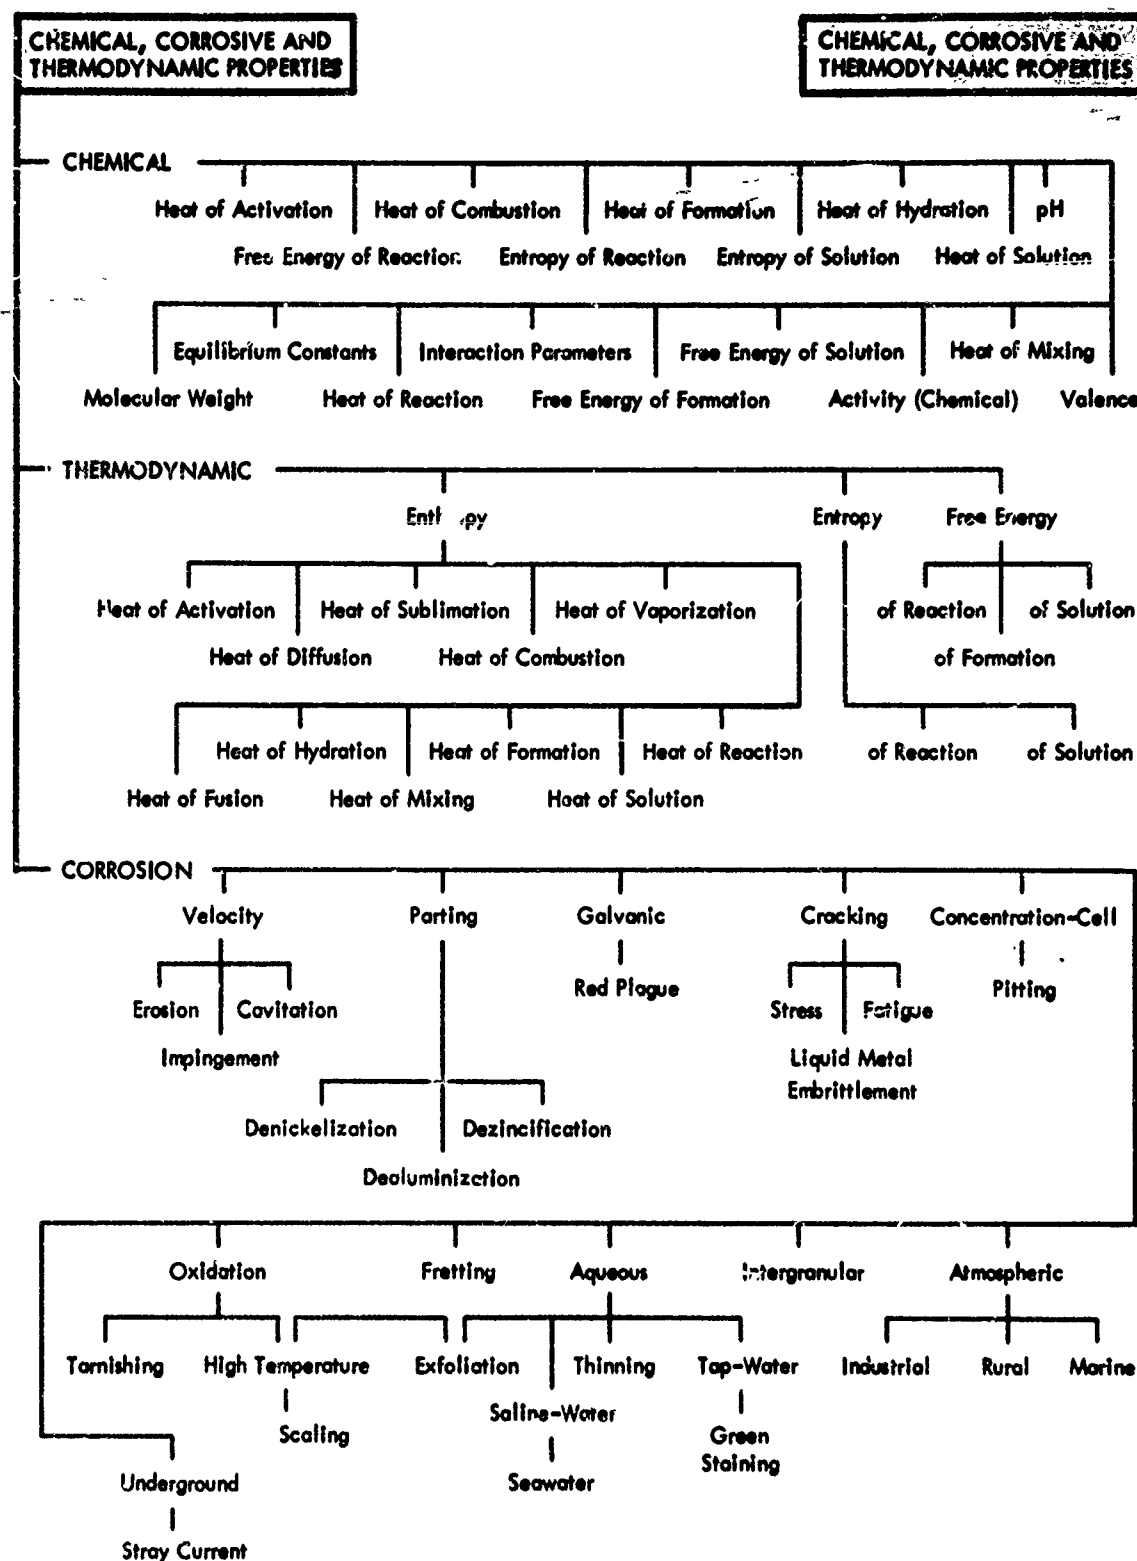 CHEMICAL, CORROSIVE AND
THERMODYNAMIC PROPERTIES
CHEMICAL, CORROSIVE AND
THERMODYNAMIC PROPERTIES
CHEMICAL
Heat of Activation Heat of Combustion Heat of Formation Heat of Hydration pH
Free Energy of Reaction Entropy of Reaction Entropy of Solution Heat of Solution
Equilibrium Constants Interaction Parameters Free Energy of Solution Heat of Mixing
Molecular Weight Heat of Reaction Free Energy of Formation Activity (Chemical) Valence
THERMODYNAMIC
Entropy Free Energy
Heat of Activation Heat of Sublimation Heat of Vaporization of Reaction of Solution
Heat of Diffusion Heat of Combustion of Formation
Heat of Hydration Heat of Formation Heat of Reaction of Reaction of Solution
Heat of Fusion Heat of Mixing Heat of Solution
CORROSION
Velocity Parting Galvanic Cracking Concentration-Cell
Erosion Cavitation Red Plague Stress Fatigue Pitting
Impingement Liquid Metal
Embrittlement
Denickelization Dezincification
Dealuminization
Oxidation Fretting Aqueous Intergranular Atmospheric
Tarnishing High Temperature Exfoliation Thinning Tap-Water Industrial Rural Marine
Scaling Saline-Water Green
Staining
Underground Seawater
Stray Current